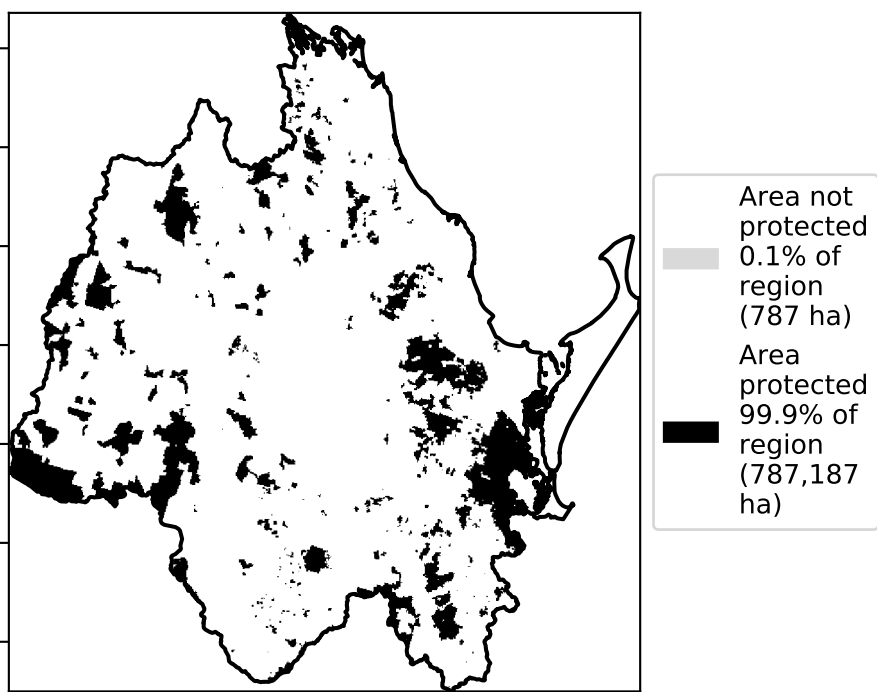 Area not
protected
0.1% of
region
(787 ha)
Area
protected
99.9% of
region
(787,187
ha)